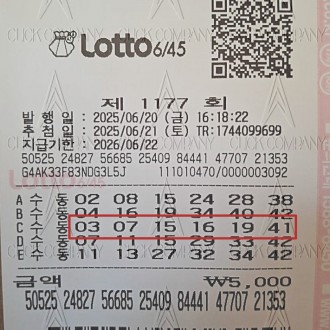 Lotto 6/45
제 1177 회
발 행 일 : 2025/06/20 (금) 16:18:22
추 첨 일 : 2025/06/21 (토) TR:1744099699
지급기한 : 2026/06/22
50525 24827 56685 25409 84441 47707 21353
G4AK33F83NDG3L5J 111010470/0000003092
A 수동 02 08 15 24 28 38
B 수동 04 16 19 34 40 42
C 수동 03 07 15 16 19 41
D 수동 07 11 15 29 33 42
E 수동 11 13 27 32 34 42
금액 ₩5,000
50525 24827 56685 25409 84441 47707 21353